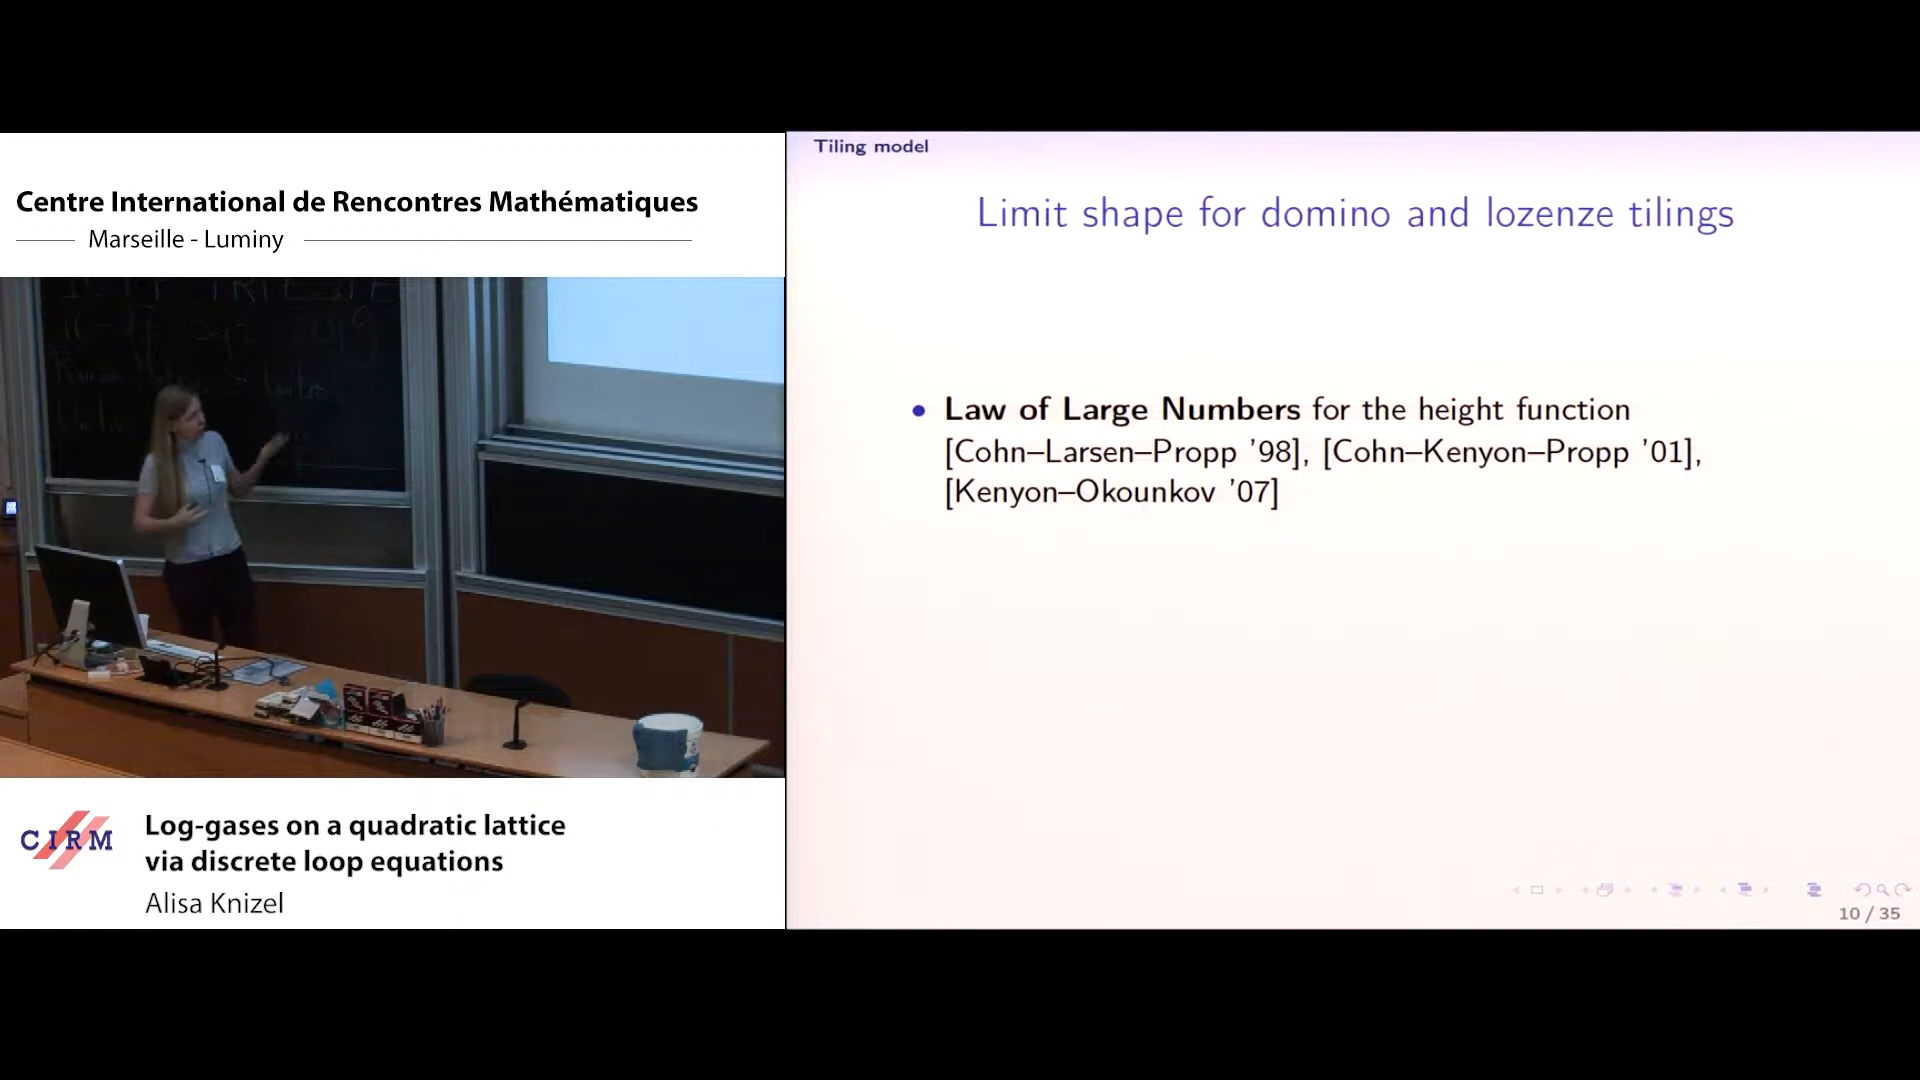 Centre International de Rencontres Mathématiques
Marseille - Luminy
CIRM
Log-gases on a quadratic lattice
via discrete loop equations
Alisa Knizel
Tiling model
Limit shape for domino and lozenze tilings
• Law of Large Numbers for the height function
[Cohn–Larsen–Propp ’98], [Cohn–Kenyon–Propp ’01],
[Kenyon–Okounkov ’07]
10 / 35